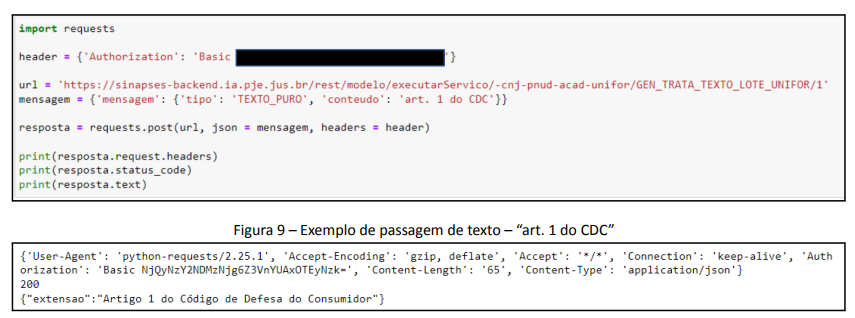 import requests
header = {'Authorization': 'Basic '}
url = 'https://sinapses-backend.ia.pje.jus.br/rest/modelo/executarServico/-cnj-pnud-acad-unifor/GEN_TRATA_TEXTO_LOTE_UNIFOR/1'
mensagem = {'mensagem': {'tipo': 'TEXTO_PURO', 'conteudo': 'art. 1 do CDC'}}
resposta = requests.post(url, json = mensagem, headers = header)
print(resposta.request.headers)
print(resposta.status_code)
print(resposta.text)
Figura 9 – Exemplo de passagem de texto – “art. 1 do CDC”
{'User-Agent': 'python-requests/2.25.1', 'Accept-Encoding': 'gzip, deflate', 'Accept': '*/*', 'Connection': 'keep-alive', 'Auth
orization': 'Basic [credential omitted]', 'Content-Length': '65', 'Content-Type': 'application/json'}
200
{"extensao":"Artigo 1 do Código de Defesa do Consumidor"}